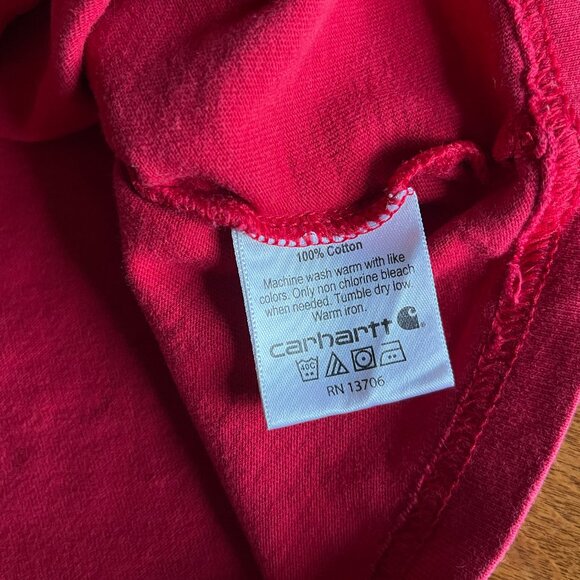 100% Cotton
Machine wash warm with like
colors. Only non chlorine bleach
when needed. Tumble dry low.
Warm iron.
carhartt
40C
RN 13706